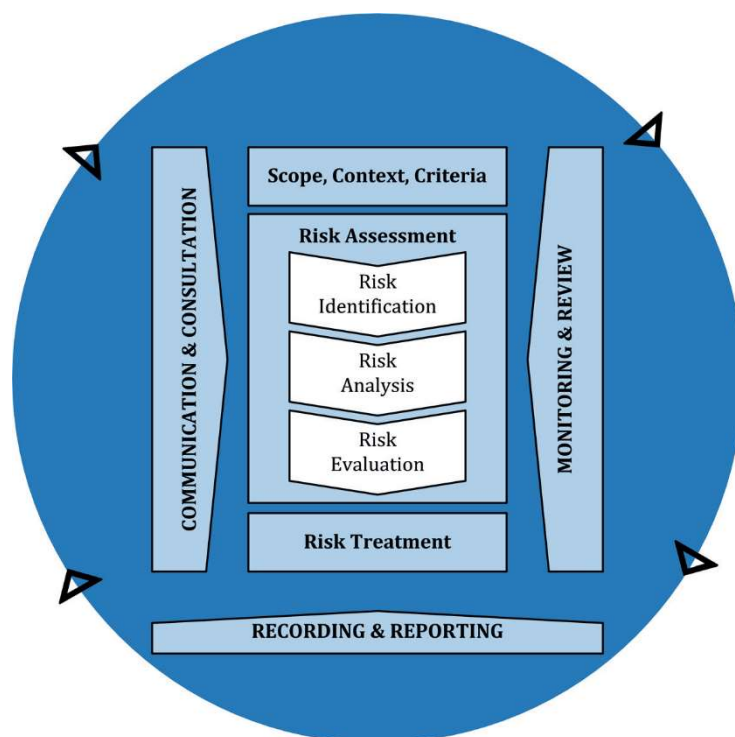 Scope, Context, Criteria
Risk Assessment
Risk
Identification
Risk
Analysis
Risk
Evaluation
Risk Treatment
COMMUNICATION & CONSULTATION
MONITORING & REVIEW
RECORDING & REPORTING